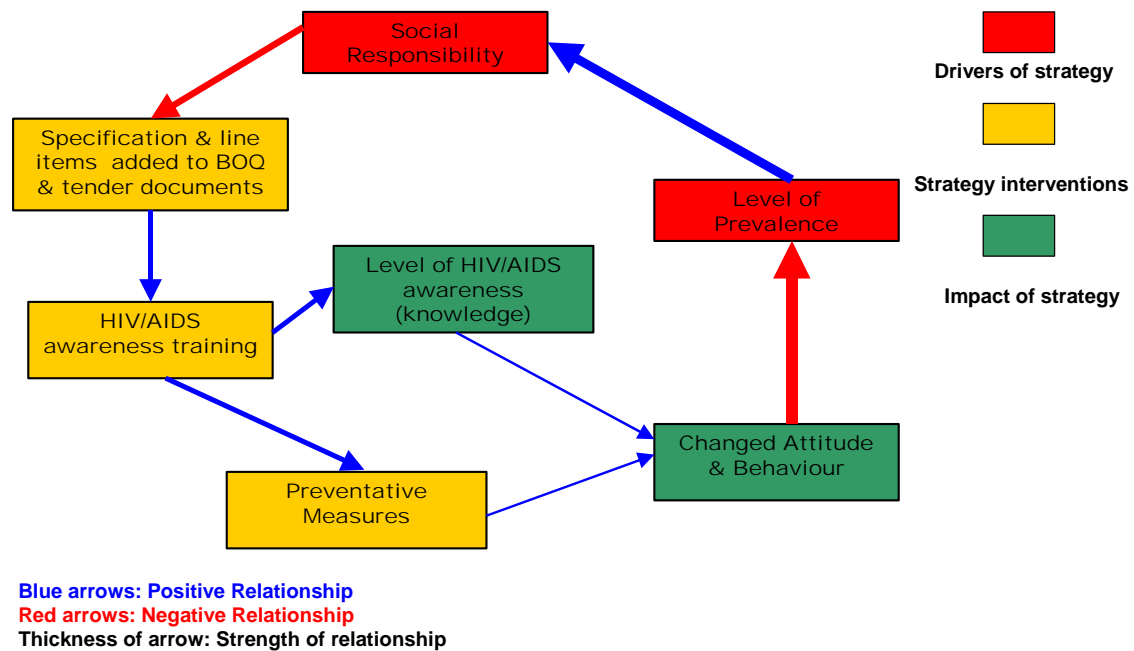 Social
Responsibility
Specification & line
items added to BOQ
& tender documents
HIV/AIDS
awareness training
Level of HIV/AIDS
awareness
(knowledge)
Preventative
Measures
Changed Attitude
& Behaviour
Level of
Prevalence
Drivers of strategy
Strategy interventions
Impact of strategy
Blue arrows: Positive Relationship
Red arrows: Negative Relationship
Thickness of arrow: Strength of relationship